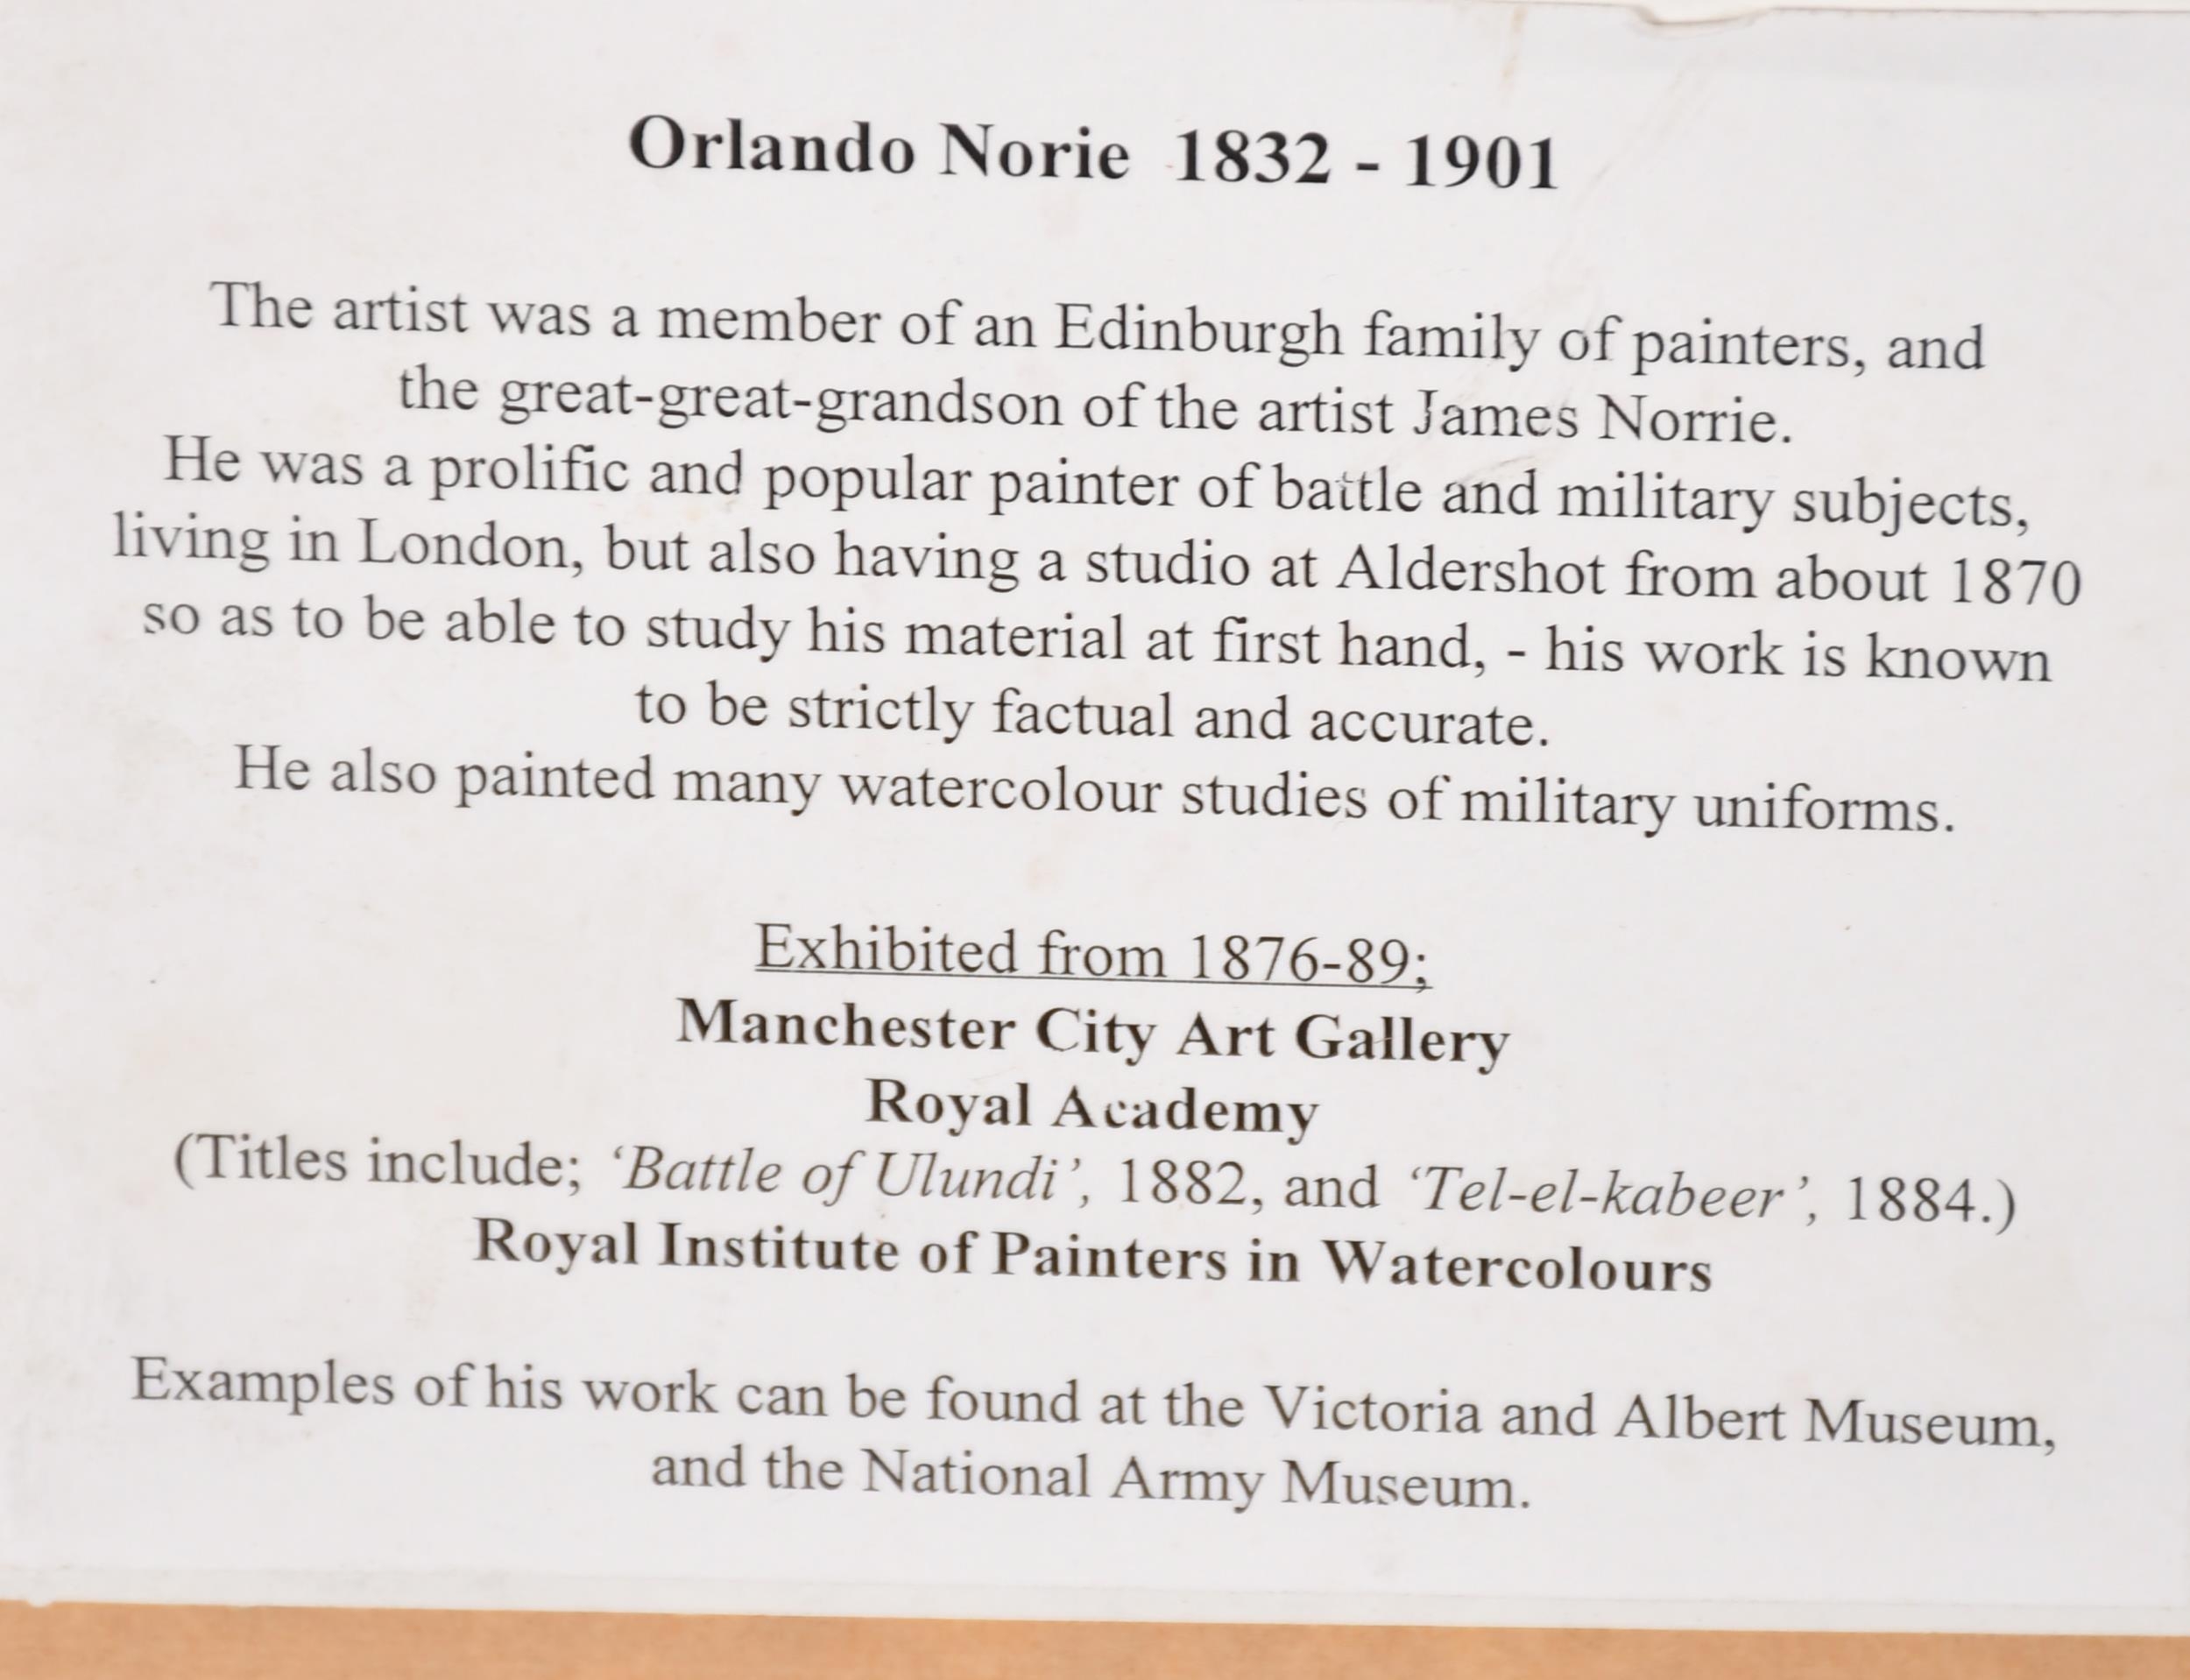 Orlando Norie 1832 - 1901
The artist was a member of an Edinburgh family of painters, and
the great-great-grandson of the artist James Norrie.
He was a prolific and popular painter of battle and military subjects,
living in London, but also having a studio at Aldershot from about 1870
so as to be able to study his material at first hand, - his work is known
to be strictly factual and accurate.
He also painted many watercolour studies of military uniforms.
Exhibited from 1876-89;
Manchester City Art Gallery
Royal Academy
(Titles include; ‘Battle of Ulundi’, 1882, and ‘Tel-el-kabeer’, 1884.)
Royal Institute of Painters in Watercolours
Examples of his work can be found at the Victoria and Albert Museum,
and the National Army Museum.